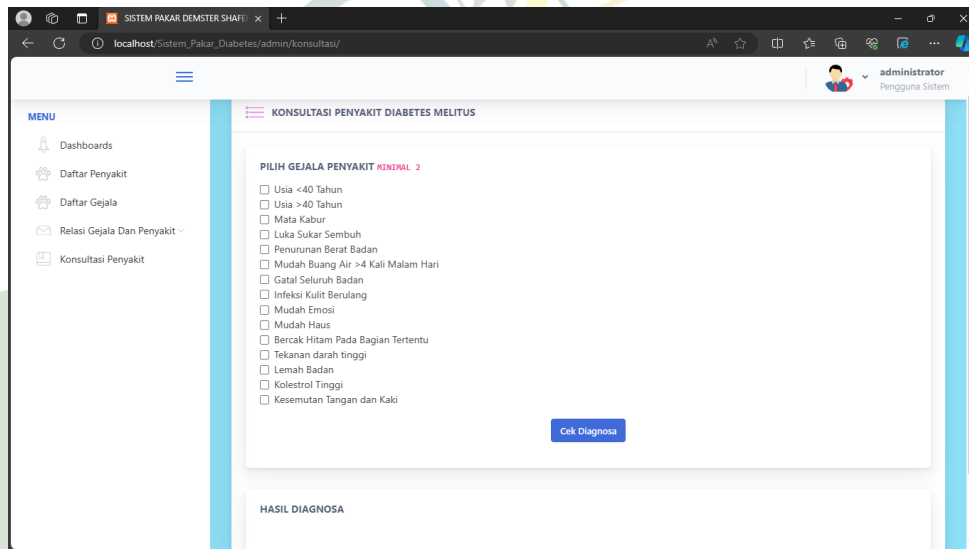 SISTEM PAKAR DEMSTER SHAFE
localhost/Sistem_Pakar_Diabetes/admin/konsultasi/
administrator
Pengguna Sistem
MENU
Dashboards
Daftar Penyakit
Daftar Gejala
Relasi Gejala Dan Penyakit
Konsultasi Penyakit
KONSULTASI PENYAKIT DIABETES MELITUS
PILIH GEJALA PENYAKIT MINIMAL 2
Usia <40 Tahun
Usia >40 Tahun
Mata Kabur
Luka Sukar Sembuh
Penurunan Berat Badan
Mudah Buang Air >4 Kali Malam Hari
Gatal Seluruh Badan
Infeksi Kulit Berulang
Mudah Emosi
Mudah Haus
Bercak Hitam Pada Bagian Tertentu
Tekanan darah tinggi
Lemah Badan
Kolestrol Tinggi
Kesemutan Tangan dan Kaki
Cek Diagnosa
HASIL DIAGNOSA